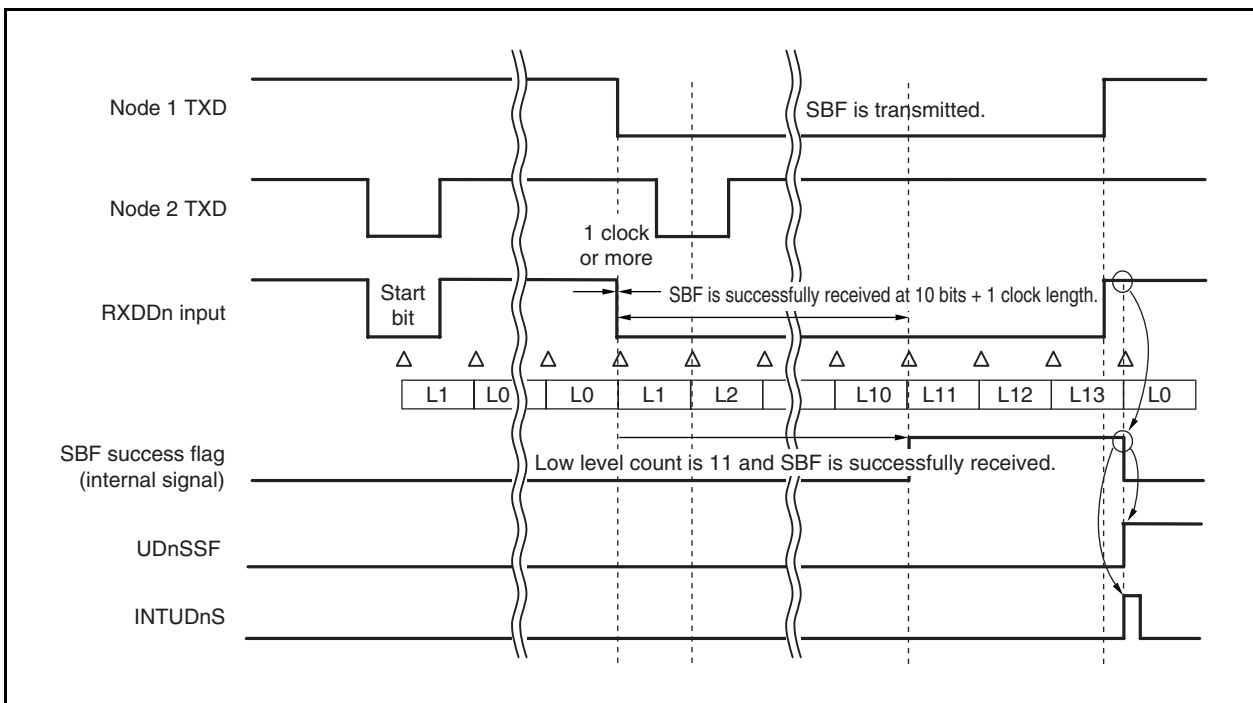 Node 1 TXD
SBF is transmitted.
Node 2 TXD
1 clock
or more
RXDDn input
Start
bit
SBF is successfully received at 10 bits + 1 clock length.
L1 L0 L0 L1 L2 L10 L11 L12 L13 L0
SBF success flag
(internal signal)
Low level count is 11 and SBF is successfully received.
UDnSSF
INTUDnS